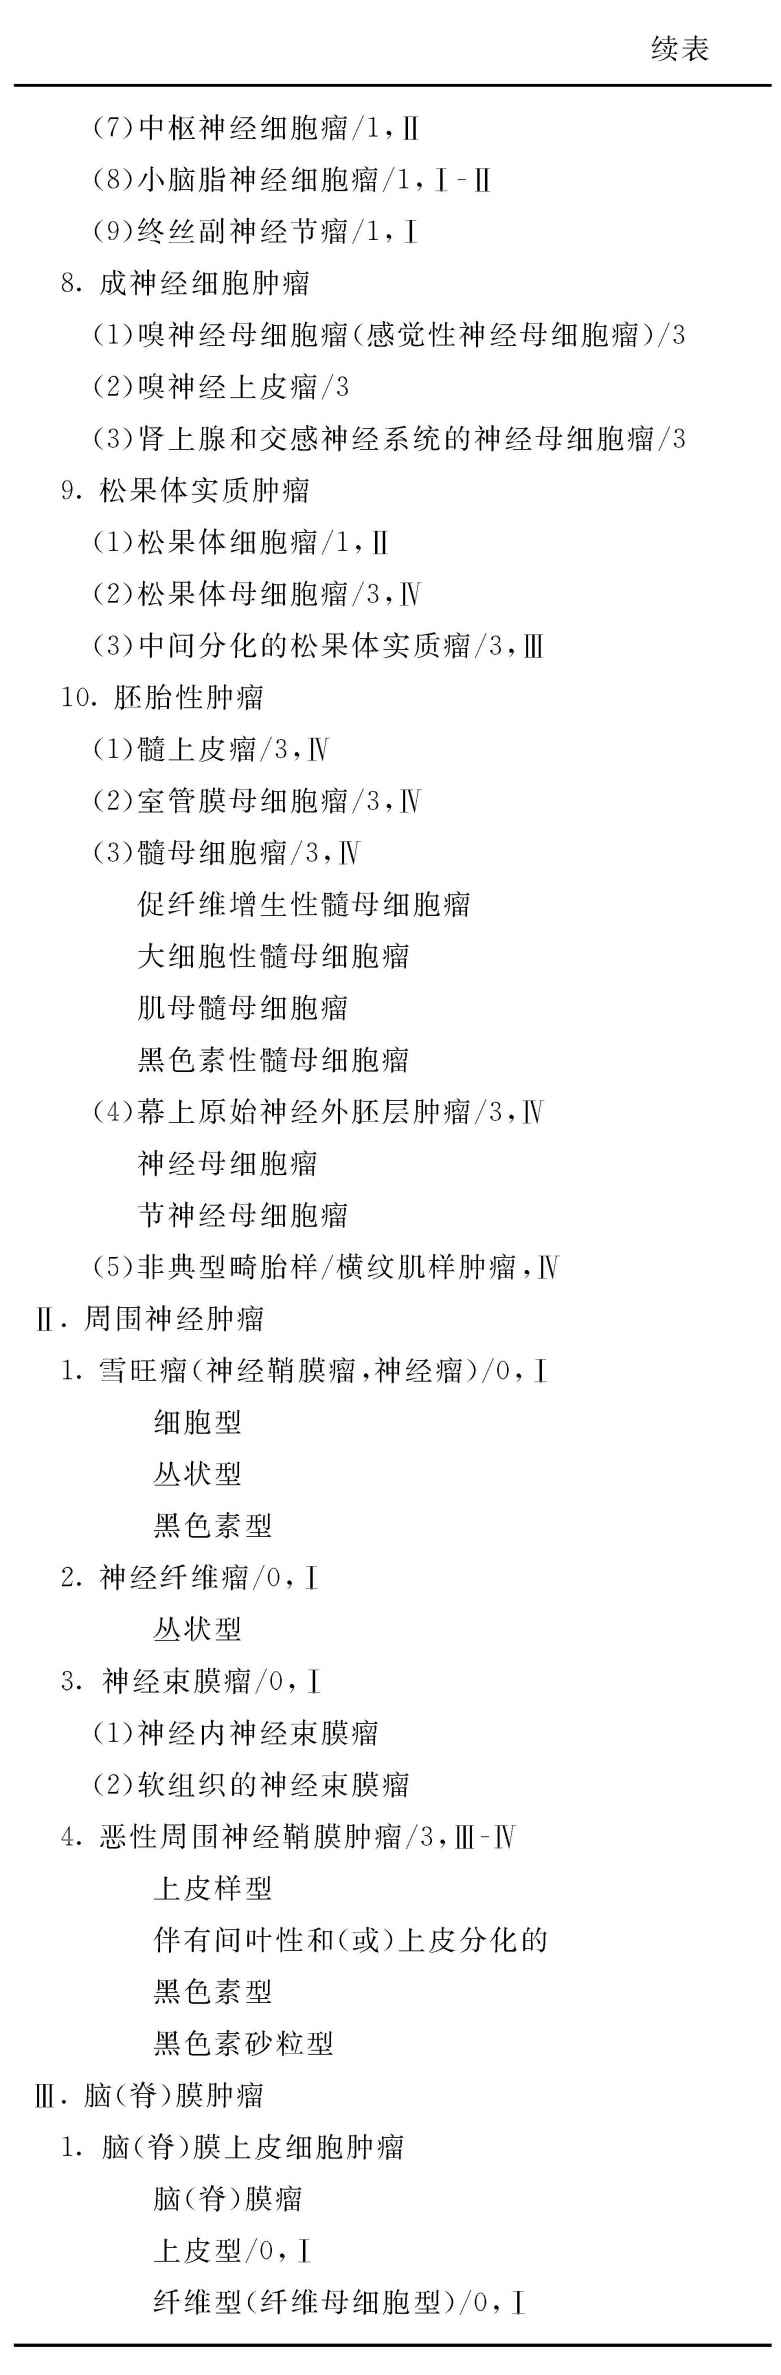 续表
(7)中枢神经细胞瘤/1,Ⅱ
(8)小脑脂神经细胞瘤/1,Ⅰ-Ⅱ
(9)终丝副神经节瘤/1,Ⅰ
8. 成神经细胞肿瘤
(1)嗅神经母细胞瘤(感觉性神经母细胞瘤)/3
(2)嗅神经上皮瘤/3
(3)肾上腺和交感神经系统的神经母细胞瘤/3
9. 松果体实质肿瘤
(1)松果体细胞瘤/1,Ⅱ
(2)松果体母细胞瘤/3,Ⅳ
(3)中间分化的松果体实质瘤/3,Ⅲ
10. 胚胎性肿瘤
(1)髓上皮瘤/3,Ⅳ
(2)室管膜母细胞瘤/3,Ⅳ
(3)髓母细胞瘤/3,Ⅳ
促纤维增生性髓母细胞瘤
大细胞性髓母细胞瘤
肌母髓母细胞瘤
黑色素性髓母细胞瘤
(4)幕上原始神经外胚层肿瘤/3,Ⅳ
神经母细胞瘤
节神经母细胞瘤
(5)非典型畸胎样/横纹肌样肿瘤,Ⅳ
Ⅱ. 周围神经肿瘤
1. 雪旺瘤(神经鞘膜瘤,神经瘤)/0,Ⅰ
细胞型
丛状型
黑色素型
2. 神经纤维瘤/0,Ⅰ
丛状型
3. 神经束膜瘤/0,Ⅰ
(1)神经内神经束膜瘤
(2)软组织的神经束膜瘤
4. 恶性周围神经鞘膜肿瘤/3,Ⅲ-Ⅳ
上皮样型
伴有间叶性和(或)上皮分化的
黑色素型
黑色素砂粒型
Ⅲ. 脑(脊)膜肿瘤
1. 脑(脊)膜上皮细胞肿瘤
脑(脊)膜瘤
上皮型/0,Ⅰ
纤维型(纤维母细胞型)/0,Ⅰ